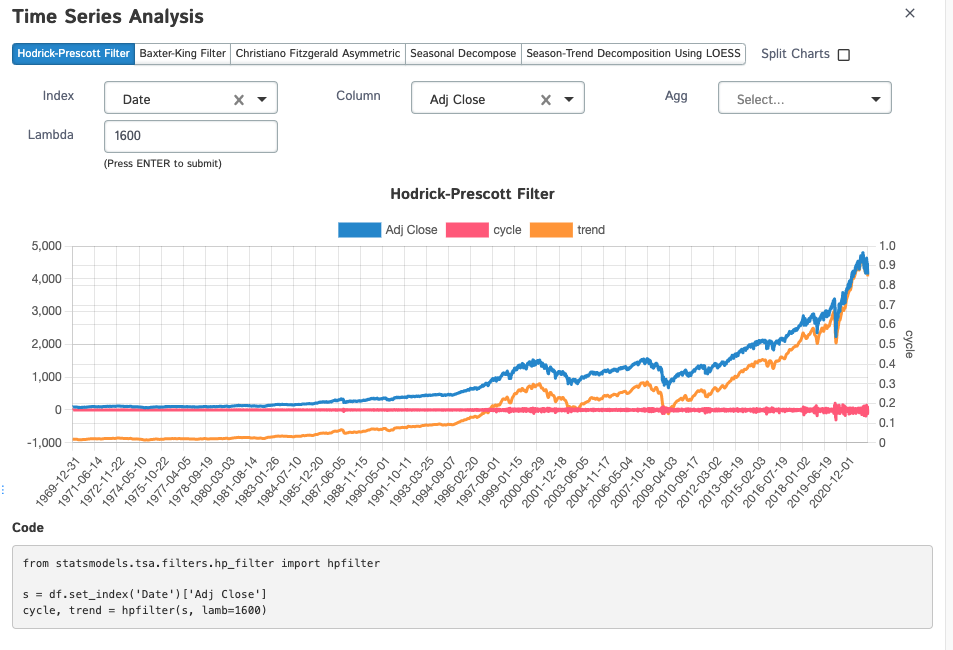 Time Series Analysis
×
Hodrick-Prescott Filter Baxter-King Filter Christiano Fitzgerald Asymmetric Seasonal Decompose Season-Trend Decomposition Using LOESS Split Charts
Index Date × Column Adj Close × Agg Select...
Lambda 1600
(Press ENTER to submit)
Hodrick-Prescott Filter
Adj Close cycle trend
5,000 1.0
0.9
4,000 0.8
0.7
3,000
0.6
2,000 0.5
0.4
1,000 0.3
0 0.2
0.1
-1,000 0
cycle
1969-12-31 1971-06-14 1972-11-22 1974-05-10 1975-10-22 1977-04-05 1978-09-19 1980-03-03 1981-08-14 1983-01-26 1984-07-10 1985-12-20 1987-06-05 1988-11-15 1990-05-01 1991-10-11 1993-03-25 1994-09-07 1996-02-20 1997-08-01 1999-01-15 2000-06-29 2001-12-18 2003-06-05 2004-11-17 2006-05-04 2007-10-18 2009-04-03 2010-09-17 2012-03-02 2013-08-19 2015-02-03 2016-07-19 2018-01-02 2019-06-19 2020-12-01
Code
from statsmodels.tsa.filters.hp_filter import hpfilter
s = df.set_index('Date')['Adj Close']
cycle, trend = hpfilter(s, lamb=1600)